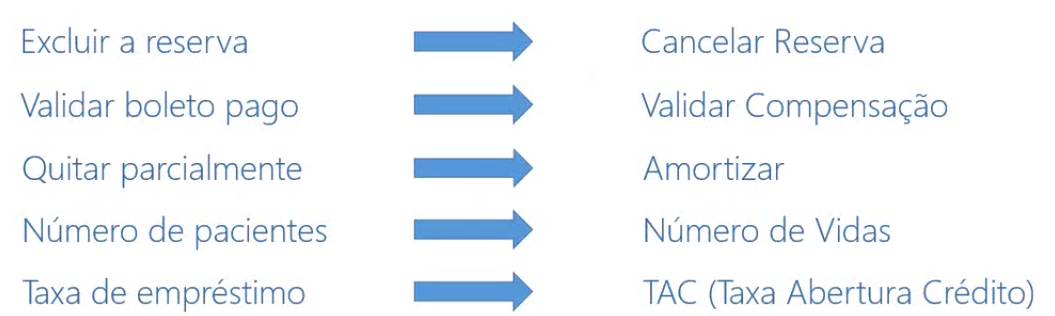 Excluir a reserva Cancelar Reserva
Validar boleto pago Validar Compensação
Quitar parcialmente Amortizar
Número de pacientes Número de Vidas
Taxa de empréstimo TAC (Taxa Abertura Crédito)